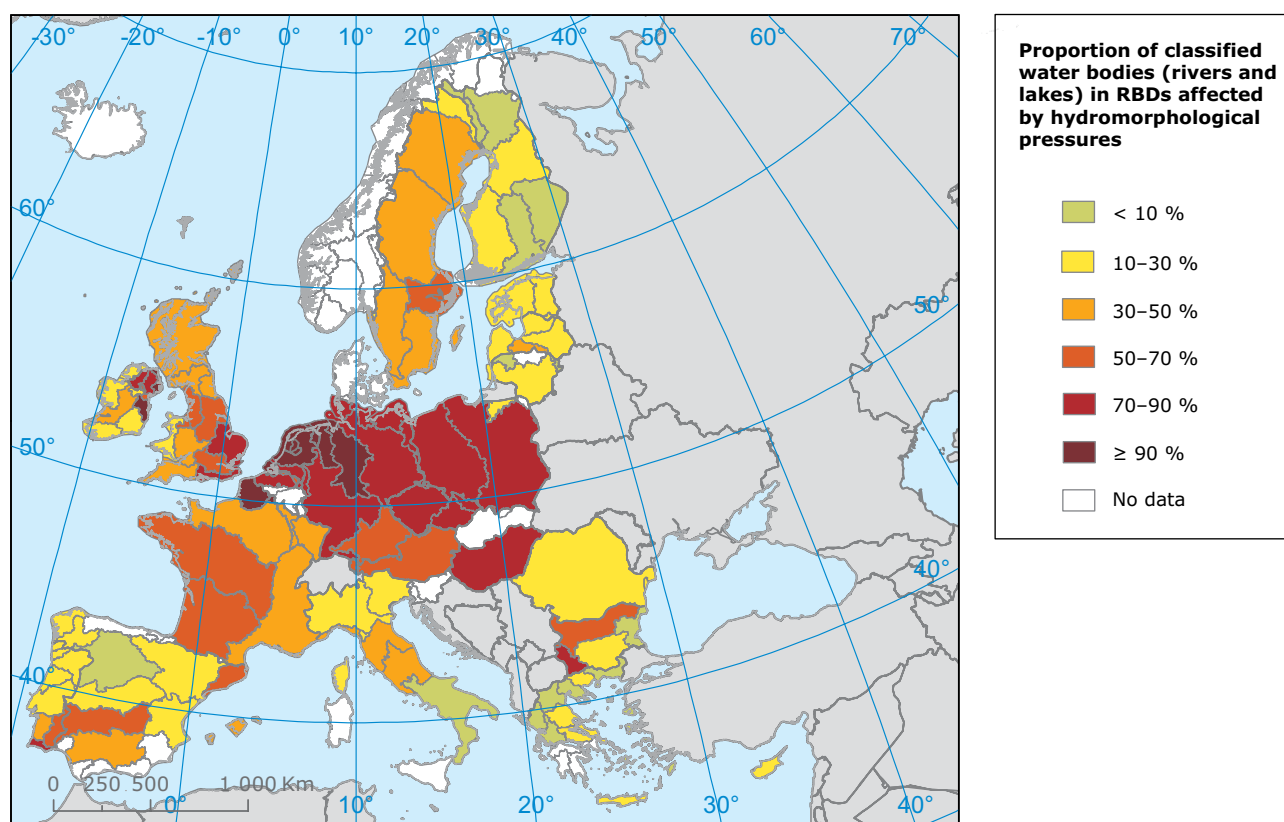 -30° -20° -10° 0° 10° 20° 30° 40° 50° 60° 70°
60°
50°
50°
40°
40°
0 250 500 1 000 Km
0° 10° 20° 30° 40°
Proportion of classified
water bodies (rivers and
lakes) in RBDs affected
by hydromorphological
pressures
< 10 %
10–30 %
30–50 %
50–70 %
70–90 %
≥ 90 %
No data